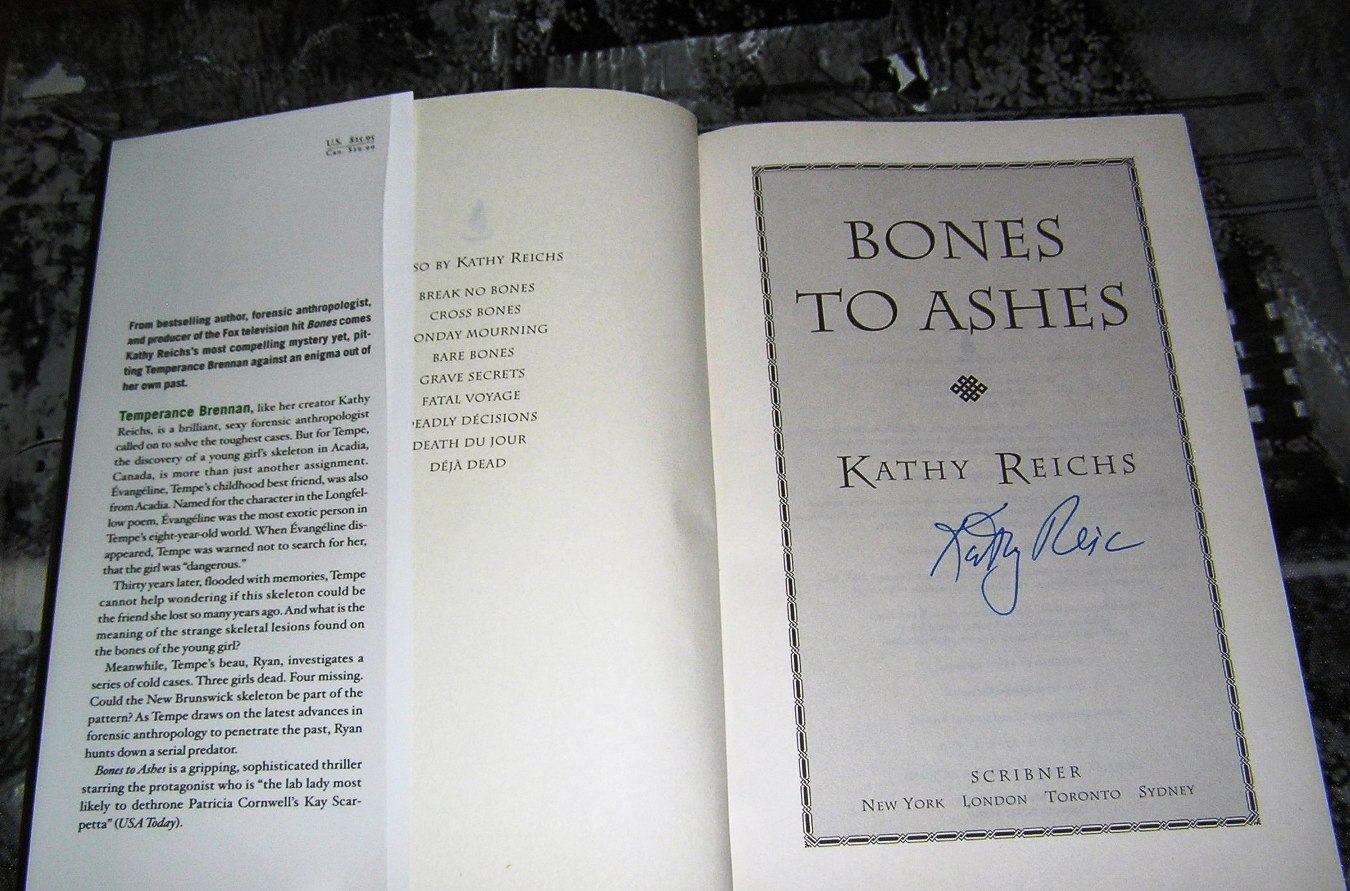 U.S. $25.95
From bestselling author, forensic anthropologist,
and producer of the Fox television hit Bones comes
Kathy Reichs's most compelling mystery yet, pit-
ting Temperance Brennan against an enigma out of
her own past.
Temperance Brennan, like her creator Kathy
Reichs, is a brilliant, sexy forensic anthropologist
called on to solve the toughest cases. But for Tempe,
the discovery of a young girl's skeleton in Acadia,
Canada, is more than just another assignment.
Évangéline, Tempe's childhood best friend, was also
from Acadia. Named for the character in the Longfel-
low poem, Évangéline was the most exotic person in
Tempe's eight-year-old world. When Évangéline dis-
appeared, Tempe was warned not to search for her,
that the girl was "dangerous."
Thirty years later, flooded with memories, Tempe
cannot help wondering if this skeleton could be
the friend she lost so many years ago. And what is the
meaning of the strange skeletal lesions found on
the bones of the young girl?
Meanwhile, Tempe's beau, Ryan, investigates a
series of cold cases. Three girls dead. Four missing.
Could the New Brunswick skeleton be part of the
pattern? As Tempe draws on the latest advances in
forensic anthropology to penetrate the past, Ryan
hunts down a serial predator.
Bones to Ashes is a gripping, sophisticated thriller
starring the protagonist who is "the lab lady most
likely to dethrone Patricia Cornwell's Kay Scar-
petta" (USA Today).
SO BY KATHY REICHS
BREAK NO BONES
CROSS BONES
ONDAY MOURNING
BARE BONES
GRAVE SECRETS
FATAL VOYAGE
EADLY DÉCISIONS
DEATH DU JOUR
DÉJÀ DEAD
BONES
TO ASHES
KATHY REICHS
Kathy Reic
SCRIBNER
NEW YORK LONDON TORONTO SYDNEY